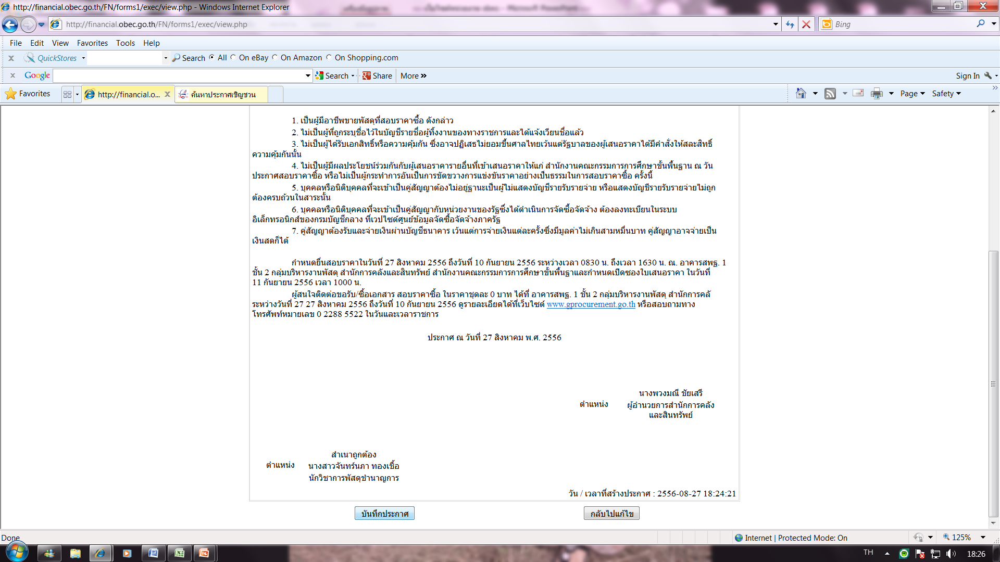 http://financial.obec.go.th/FN/forms1/exec/view.php - Windows Internet Explorer
http://financial.obec.go.th/FN/forms1/exec/view.php
Bing
File Edit View Favorites Tools Help
x QuickStores Search All On eBay On Amazon On Shopping.com
x Google Search Share More »
Sign In
Favorites http://financial.o... ค้นหาประกาศเชิญชวน Page Safety »
1. เป็นผู้มีอาชีพขายพัสดุที่สอบราคาซื้อ ดังกล่าว
2. ไม่เป็นผู้ที่ถูกระบุชื่อไว้ในบัญชีรายชื่อผู้ทิ้งงานของทางราชการและได้แจ้งเวียนชื่อแล้ว
3. ไม่เป็นผู้ได้รับเอกสิทธิ์หรือความคุ้มกัน ซึ่งอาจปฏิเสธไม่ยอมขึ้นศาลไทยเว้นแต่รัฐบาลของผู้เสนอราคาได้มีคำสั่งให้สละสิทธิ์
ความคุ้มกันนั้น
4. ไม่เป็นผู้มีผลประโยชน์ร่วมกันกับผู้เสนอราคารายอื่นที่เข้าเสนอราคาให้แก่ สำนักงานคณะกรรมการการศึกษาขั้นพื้นฐาน ณ วัน
ประกาศสอบราคาซื้อ หรือไม่เป็นผู้กระทำการอันเป็นการขัดขวางการแข่งขันราคาอย่างเป็นธรรมในการสอบราคาซื้อ ครั้งนี้
5. บุคคลหรือนิติบุคคลที่จะเข้าเป็นคู่สัญญาต้องไม่อยู่ฐานะเป็นผู้ไม่แสดงบัญชีรายรับรายจ่าย หรือแสดงบัญชีรายรับรายจ่ายไม่ถูก
ต้องครบถ้วนในสาระนั้น
6. บุคคลหรือนิติบุคคลที่จะเข้าเป็นคู่สัญญากับหน่วยงานของรัฐซึ่งได้ดำเนินการจัดซื้อจัดจ้าง ต้องลงทะเบียนในระบบ
อิเล็กทรอนิกส์ของกรมบัญชีกลาง ที่เวปไซด์ศูนย์ข้อมูลจัดซื้อจัดจ้างภาครัฐ
7. คู่สัญญาต้องรับและจ่ายเงินผ่านบัญชีธนาคาร เว้นแต่การจ่ายเงินแต่ละครั้งซึ่งมีมูลค่าไม่เกินสามหมื่นบาท คู่สัญญาอาจจ่ายเป็น
เงินสดก็ได้
กำหนดยื่นสอบราคาในวันที่ 27 สิงหาคม 2556 ถึงวันที่ 10 กันยายน 2556 ระหว่างเวลา 0830 น. ถึงเวลา 1630 น. ณ. อาคารสพฐ. 1
ชั้น 2 กลุ่มบริหารงานพัสดุ สำนักการคลังและสินทรัพย์ สำนักงานคณะกรรมการการศึกษาขั้นพื้นฐาและกำหนดเปิดซองใบเสนอราคา ในวันที่
11 กันยายน 2556 เวลา 1000 น.
ผู้สนใจติดต่อขอรับ/ซื้อเอกสาร สอบราคาซื้อ ในราคาชุดละ 0 บาท ได้ที่ อาคารสพฐ. 1 ชั้น 2 กลุ่มบริหารงานพัสดุ สำนักการคลั
ระหว่างวันที่ 27 27 สิงหาคม 2556 ถึงวันที่ 10 กันยายน 2556 ดูรายละเอียดได้ที่เว็บไซต์ www.gprocurement.go.th หรือสอบถามทาง
โทรศัพท์หมายเลข 0 2288 5522 ในวันและเวลาราชการ
ประกาศ ณ วันที่ 27 สิงหาคม พ.ศ. 2556
นางพวงมณี ชัยเสรี
ตำแหน่ง ผู้อำนวยการสำนักการคลัง
และสินทรัพย์
สำเนาถูกต้อง
ตำแหน่ง นางสาวจันทร์นภา ทองเชื้อ
นักวิชาการพัสดุชำนาญการ
วัน / เวลาที่สร้างประกาศ : 2556-08-27 18:24:21
บันทึกประกาศ กลับไปแก้ไข
Done Internet | Protected Mode: On 125%
TH 18:26